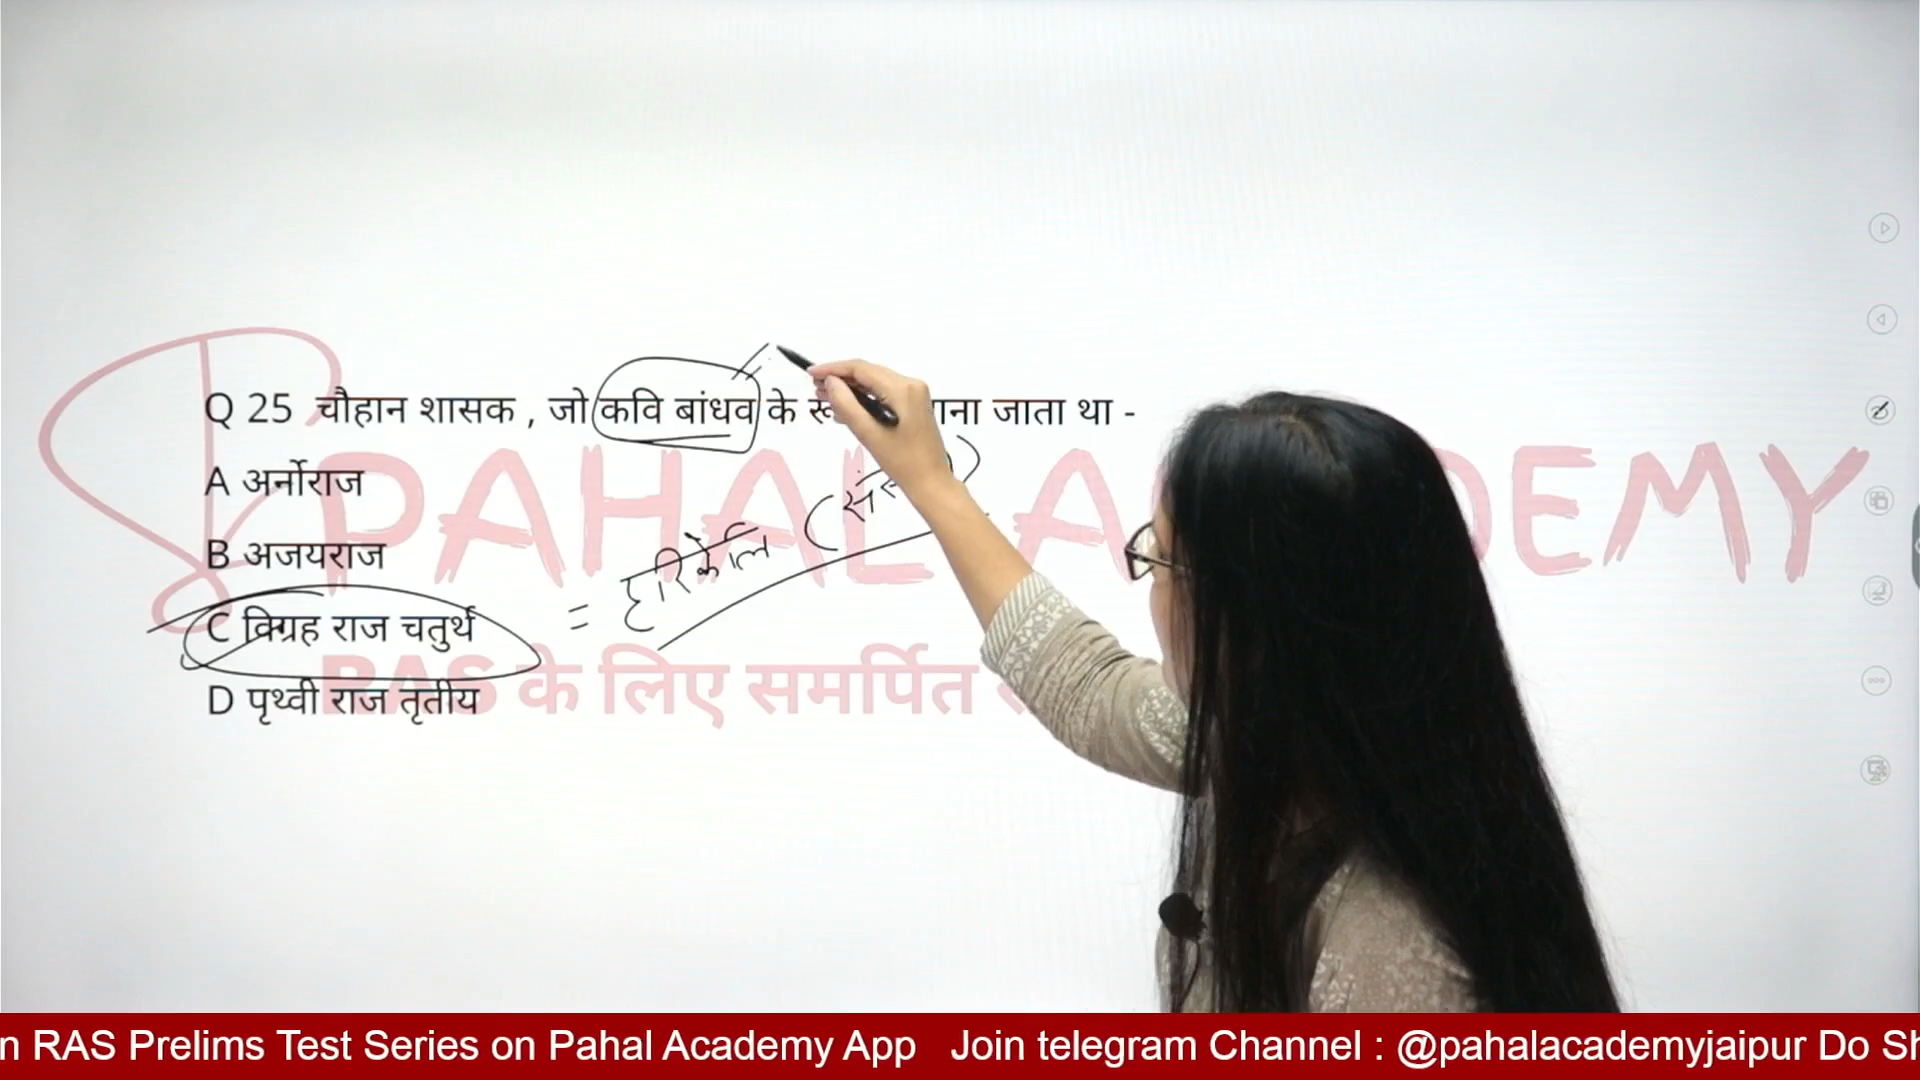 Q 25 चौहान शासक , जो कवि बांधव के जाना जाता था -
A अर्नोराज
B अजयराज
C विग्रह राज चतुर्थ
D पृथ्वी राज तृतीय
= हरिकेलि
PAHAL ACADEMY
RAS के लिए समर्पित
n RAS Prelims Test Series on Pahal Academy App Join telegram Channel : @pahalacademyjaipur Do Sh